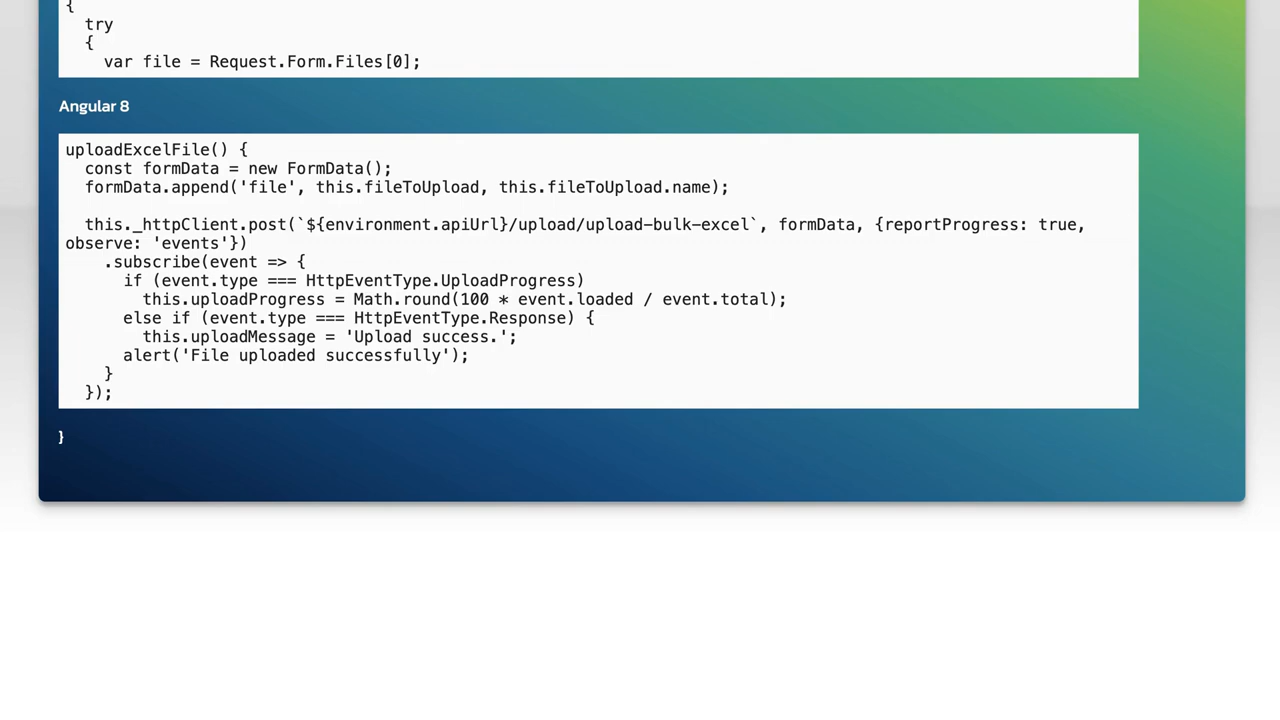 {
try
{
var file = Request.Form.Files[0];
Angular 8
uploadExcelFile() {
const formData = new FormData();
formData.append('file', this.fileToUpload, this.fileToUpload.name);
this._httpClient.post(`${environment.apiUrl}/upload/upload-bulk-excel`, formData, {reportProgress: true,
observe: 'events'})
.subscribe(event => {
if (event.type === HttpEventType.UploadProgress)
this.uploadProgress = Math.round(100 * event.loaded / event.total);
else if (event.type === HttpEventType.Response) {
this.uploadMessage = 'Upload success.';
alert('File uploaded successfully');
}
});
}